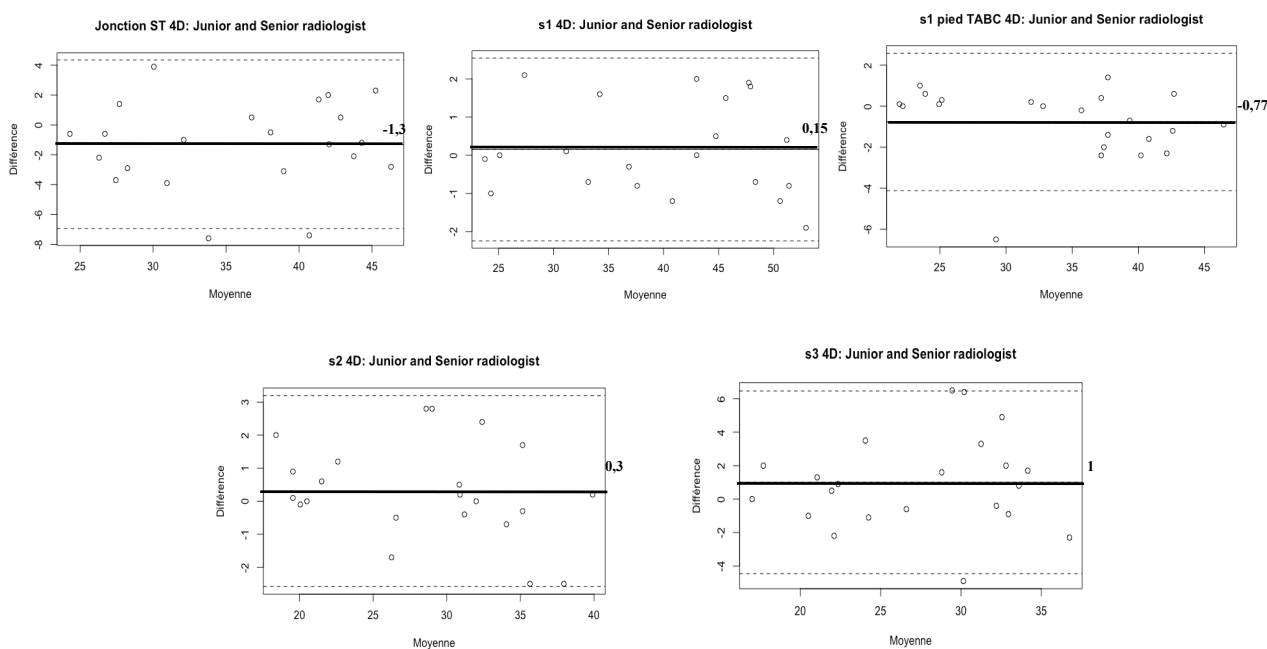 Jonction ST 4D: Junior and Senior radiologist
Différence
4
2
0
-2
-4
-6
-8
-1,3
25 30 35 40 45
Moyenne
s1 4D: Junior and Senior radiologist
Différence
2
1
0
-1
-2
0,15
25 30 35 40 45 50
Moyenne
s1 pied TABC 4D: Junior and Senior radiologist
Différence
2
0
-2
-4
-6
-0,77
25 30 35 40 45
Moyenne
s2 4D: Junior and Senior radiologist
Différence
3
2
1
0
-1
-2
0,3
20 25 30 35 40
Moyenne
s3 4D: Junior and Senior radiologist
Différence
6
4
2
0
-2
-4
1
20 25 30 35
Moyenne